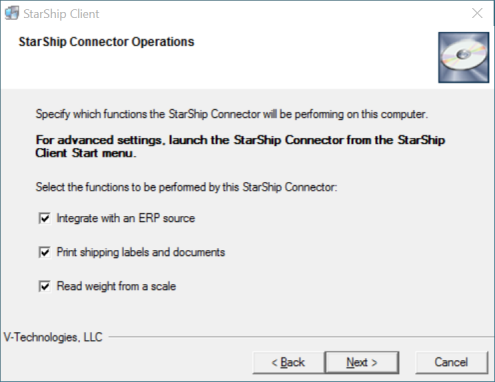 StarShip Client
StarShip Connector Operations
Specify which functions the StarShip Connector will be performing on this computer.
For advanced settings, launch the StarShip Connector from the StarShip
Client Start menu.
Select the functions to be performed by this StarShip Connector:
Integrate with an ERP source
Print shipping labels and documents
Read weight from a scale
V-Technologies, LLC
< Back
Next >
Cancel